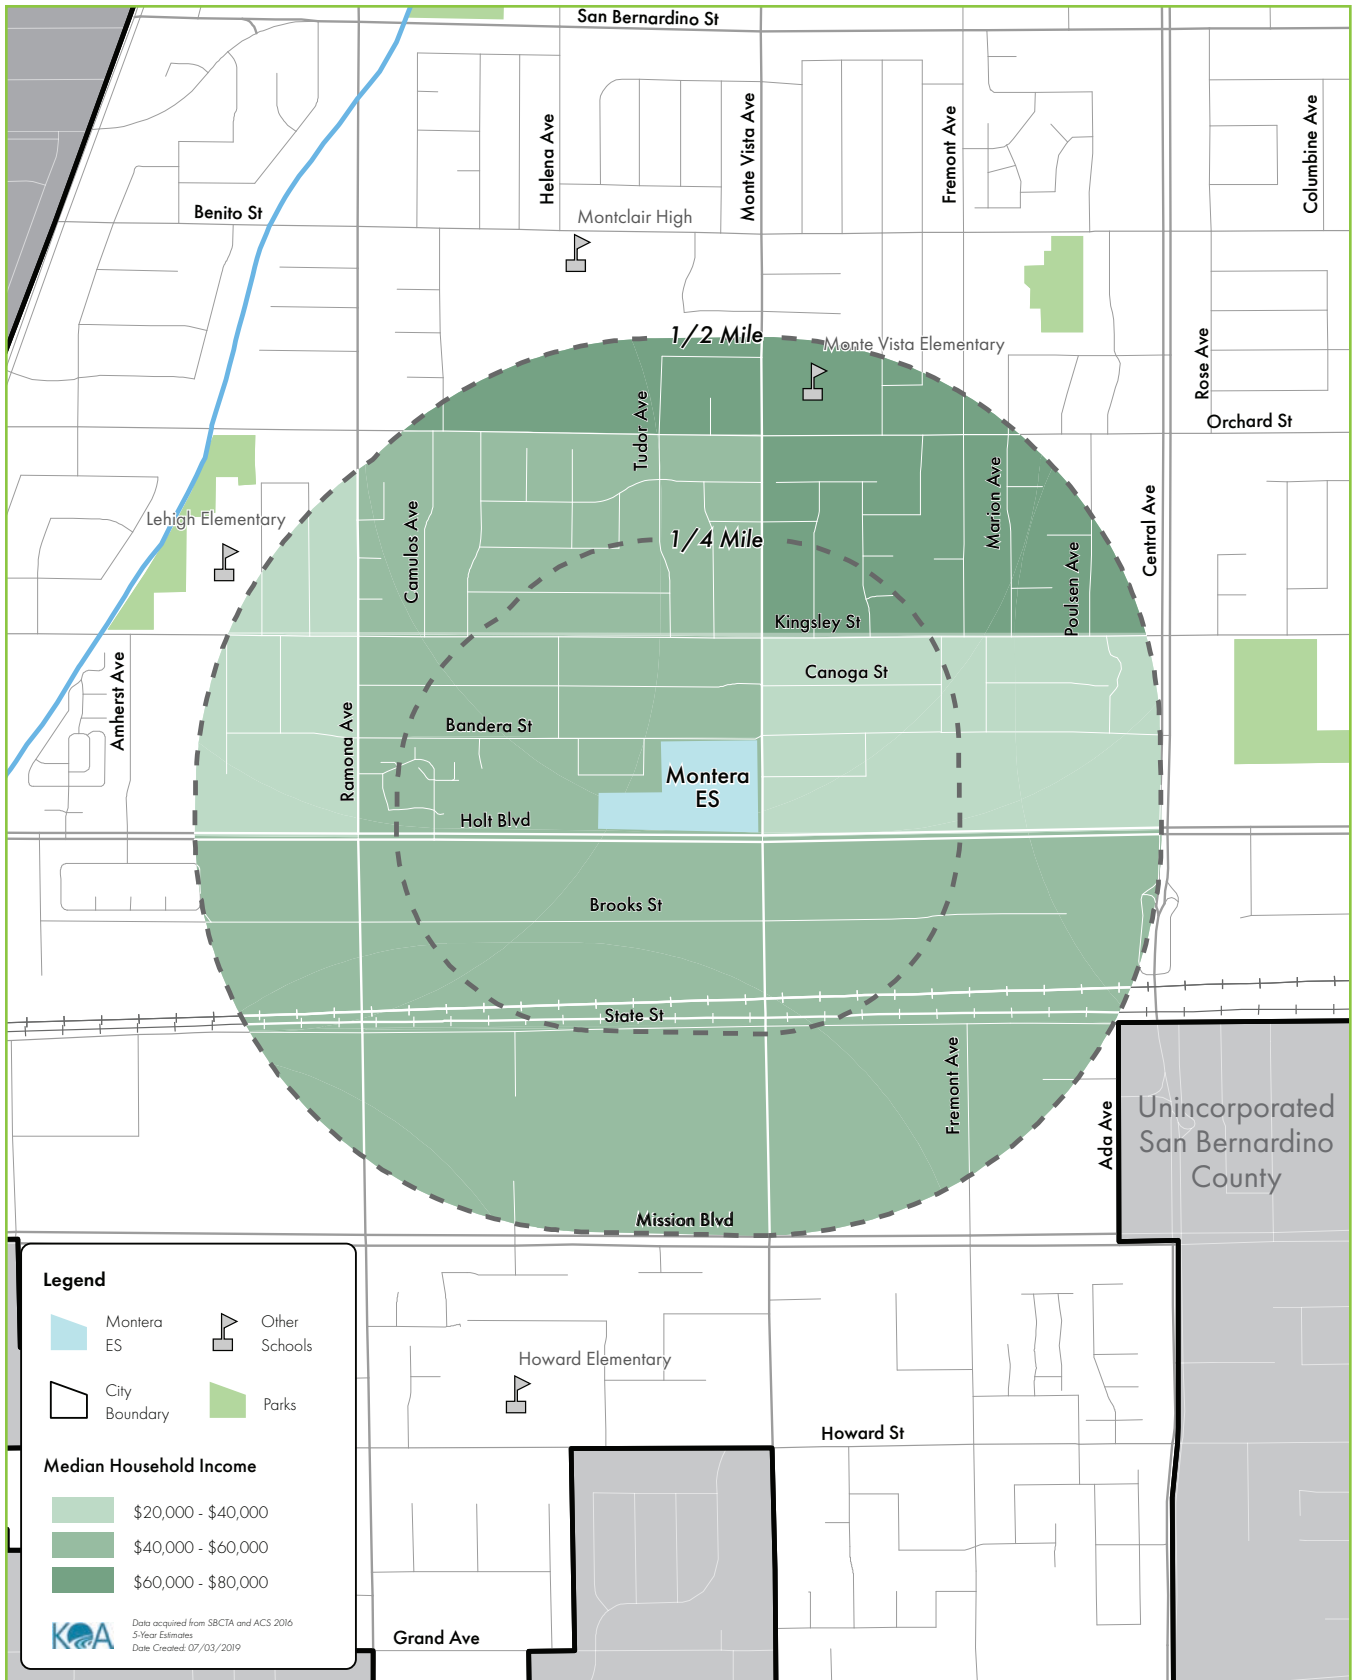 San Bernardino St
Helena Ave
Monte Vista Ave
Fremont Ave
Columbine Ave
Benito St
Montclair High
1/2 Mile
Monte Vista Elementary
Rose Ave
Tudor Ave
Orchard St
Camulos Ave
Marion Ave
Central Ave
Lehigh Elementary
1/4 Mile
Poulsen Ave
Kingsley St
Canoga St
Amherst Ave
Ramona Ave
Bandera St
Montera
ES
Holt Blvd
Brooks St
State St
Fremont Ave
Ada Ave
Unincorporated
San Bernardino
County
Mission Blvd
Legend
Montera
ES
Other
Schools
City
Boundary
Parks
Howard Elementary
Howard St
Median Household Income
$20,000 - $40,000
$40,000 - $60,000
$60,000 - $80,000
KOA
Data acquired from SBCTA and ACS 2016
5-Year Estimates
Date Created: 07/03/2019
Grand Ave